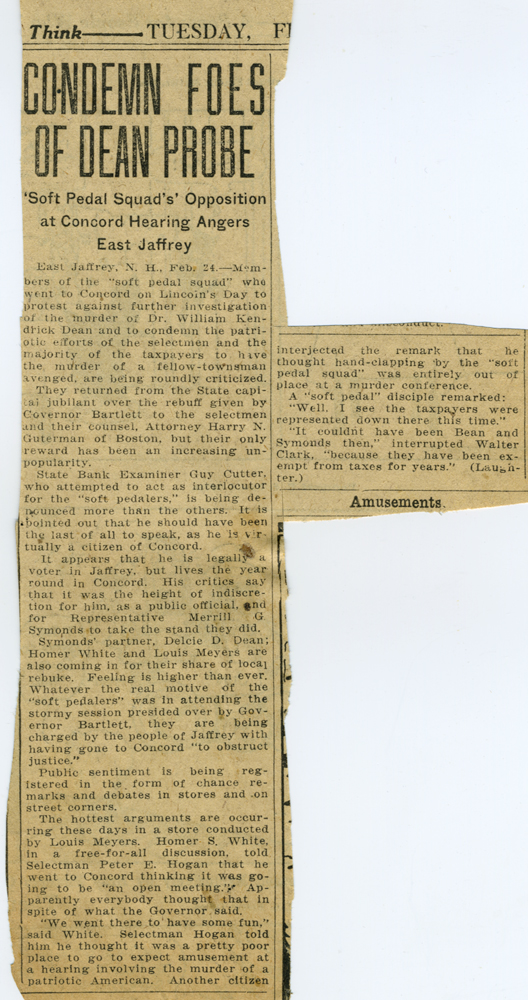 Think—— TUESDAY, F
CONDEMN FOES
OF DEAN PROBE
'Soft Pedal Squad's' Opposition
at Concord Hearing Angers
East Jaffrey
East Jaffrey, N. H., Feb. 24.—Mem-
bers of the "soft pedal squad" who
went to Concord on Lincoln's Day to
protest against further investigation
of the murder of Dr. William Ken-
drick Dean and to condemn the patri-
otic efforts of the selectmen and the
majority of the taxpayers to have
the murder of a fellow-townsman
avenged, are being roundly criticized.
They returned from the State capi-
tal jubilant over the rebuff given by
Governor Bartlett to the selectmen
and their counsel, Attorney Harry N.
Guterman of Boston, but their only
reward has been an increasing un-
popularity.
State Bank Examiner Guy Cutter,
who attempted to act as interlocutor
for the "soft pedalers," is being de-
nounced more than the others. It is
pointed out that he should have been
the last of all to speak, as he is vir-
tually a citizen of Concord.
It appears that he is legally a
voter in Jaffrey, but lives the year
round in Concord. His critics say
that it was the height of indiscre-
tion for him, as a public official, and
for Representative Merrill G.
Symonds to take the stand they did.
Symonds' partner, Delcie D. Dean;
Homer White and Louis Meyers are
also coming in for their share of local
rebuke. Feeling is higher than ever.
Whatever the real motive of the
"soft pedalers" was in attending the
stormy session presided over by Gov-
ernor Bartlett, they are being
charged by the people of Jaffrey with
having gone to Concord "to obstruct
justice."
Public sentiment is being reg-
istered in the form of chance re-
marks and debates in stores and on
street corners.
The hottest arguments are occur-
ring these days in a store conducted
by Louis Meyers. Homer S. White,
in a free-for-all discussion, told
Selectman Peter E. Hogan that he
went to Concord thinking it was go-
ing to be "an open meeting." Ap-
parently everybody thought that in
spite of what the Governor said.
"We went there to have some fun,"
said White. Selectman Hogan told
him he thought it was a pretty poor
place to go to expect amusement at
a hearing involving the murder of a
patriotic American. Another citizen
interjected the remark that he
thought hand-clapping by the "soft
pedal squad" was entirely out of
place at a murder conference.
A "soft pedal" disciple remarked:
"Well, I see the taxpayers were
represented down there this time."
"It couldn't have been Bean and
Symonds then," interrupted Walter
Clark, "because they have been ex-
empt from taxes for years." (Laugh-
ter.)
Amusements.